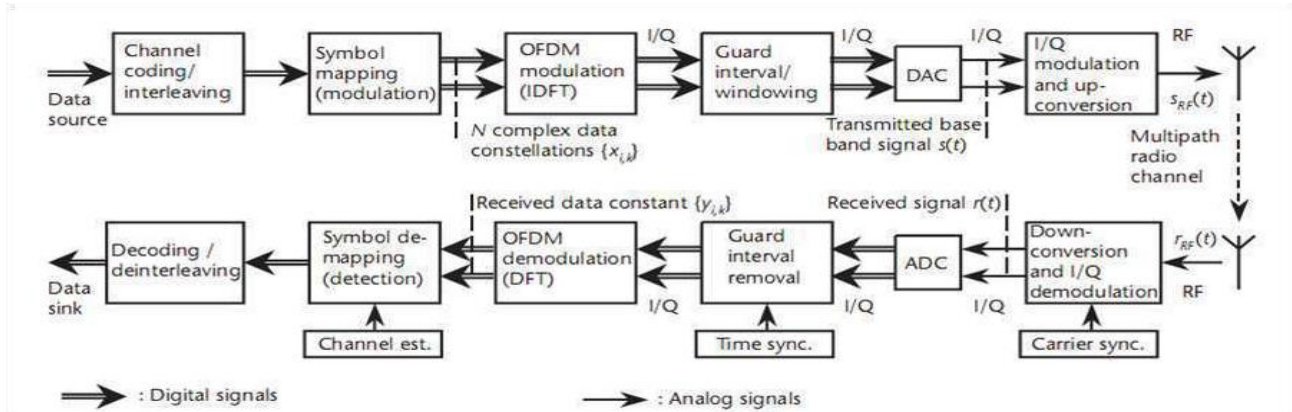 Channel
coding/
interleaving
Symbol
mapping
(modulation)
OFDM
modulation
(IDFT)
I/Q
Guard
interval/
windowing
I/Q
DAC
I/Q
I/Q
modulation
and up-
conversion
RF
s_RF(t)
Data
source
N complex data
constellations {x_i,k}
Transmitted base
band signal s(t)
Multipath
radio
channel
Received data constant {y_i,k}
Received signal r(t)
Decoding /
deinterleaving
Data
sink
Symbol de-
mapping
(detection)
OFDM
demodulation
(DFT)
I/Q
Guard
interval
removal
I/Q
ADC
I/Q
Down-
conversion
and I/Q
demodulation
r_RF(t)
RF
Channel est.
Time sync.
Carrier sync.
: Digital signals
: Analog signals